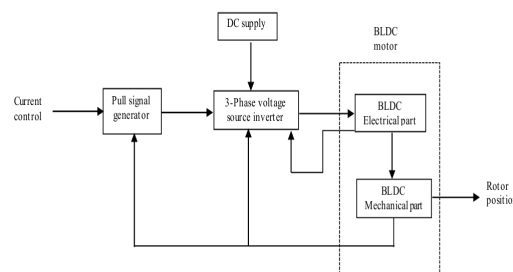 DC supply
BLDC
motor
Current
control
Pull signal
generator
3-Phase voltage
source inverter
BLDC
Electrical part
BLDC
Mechanical part
Rotor
positio